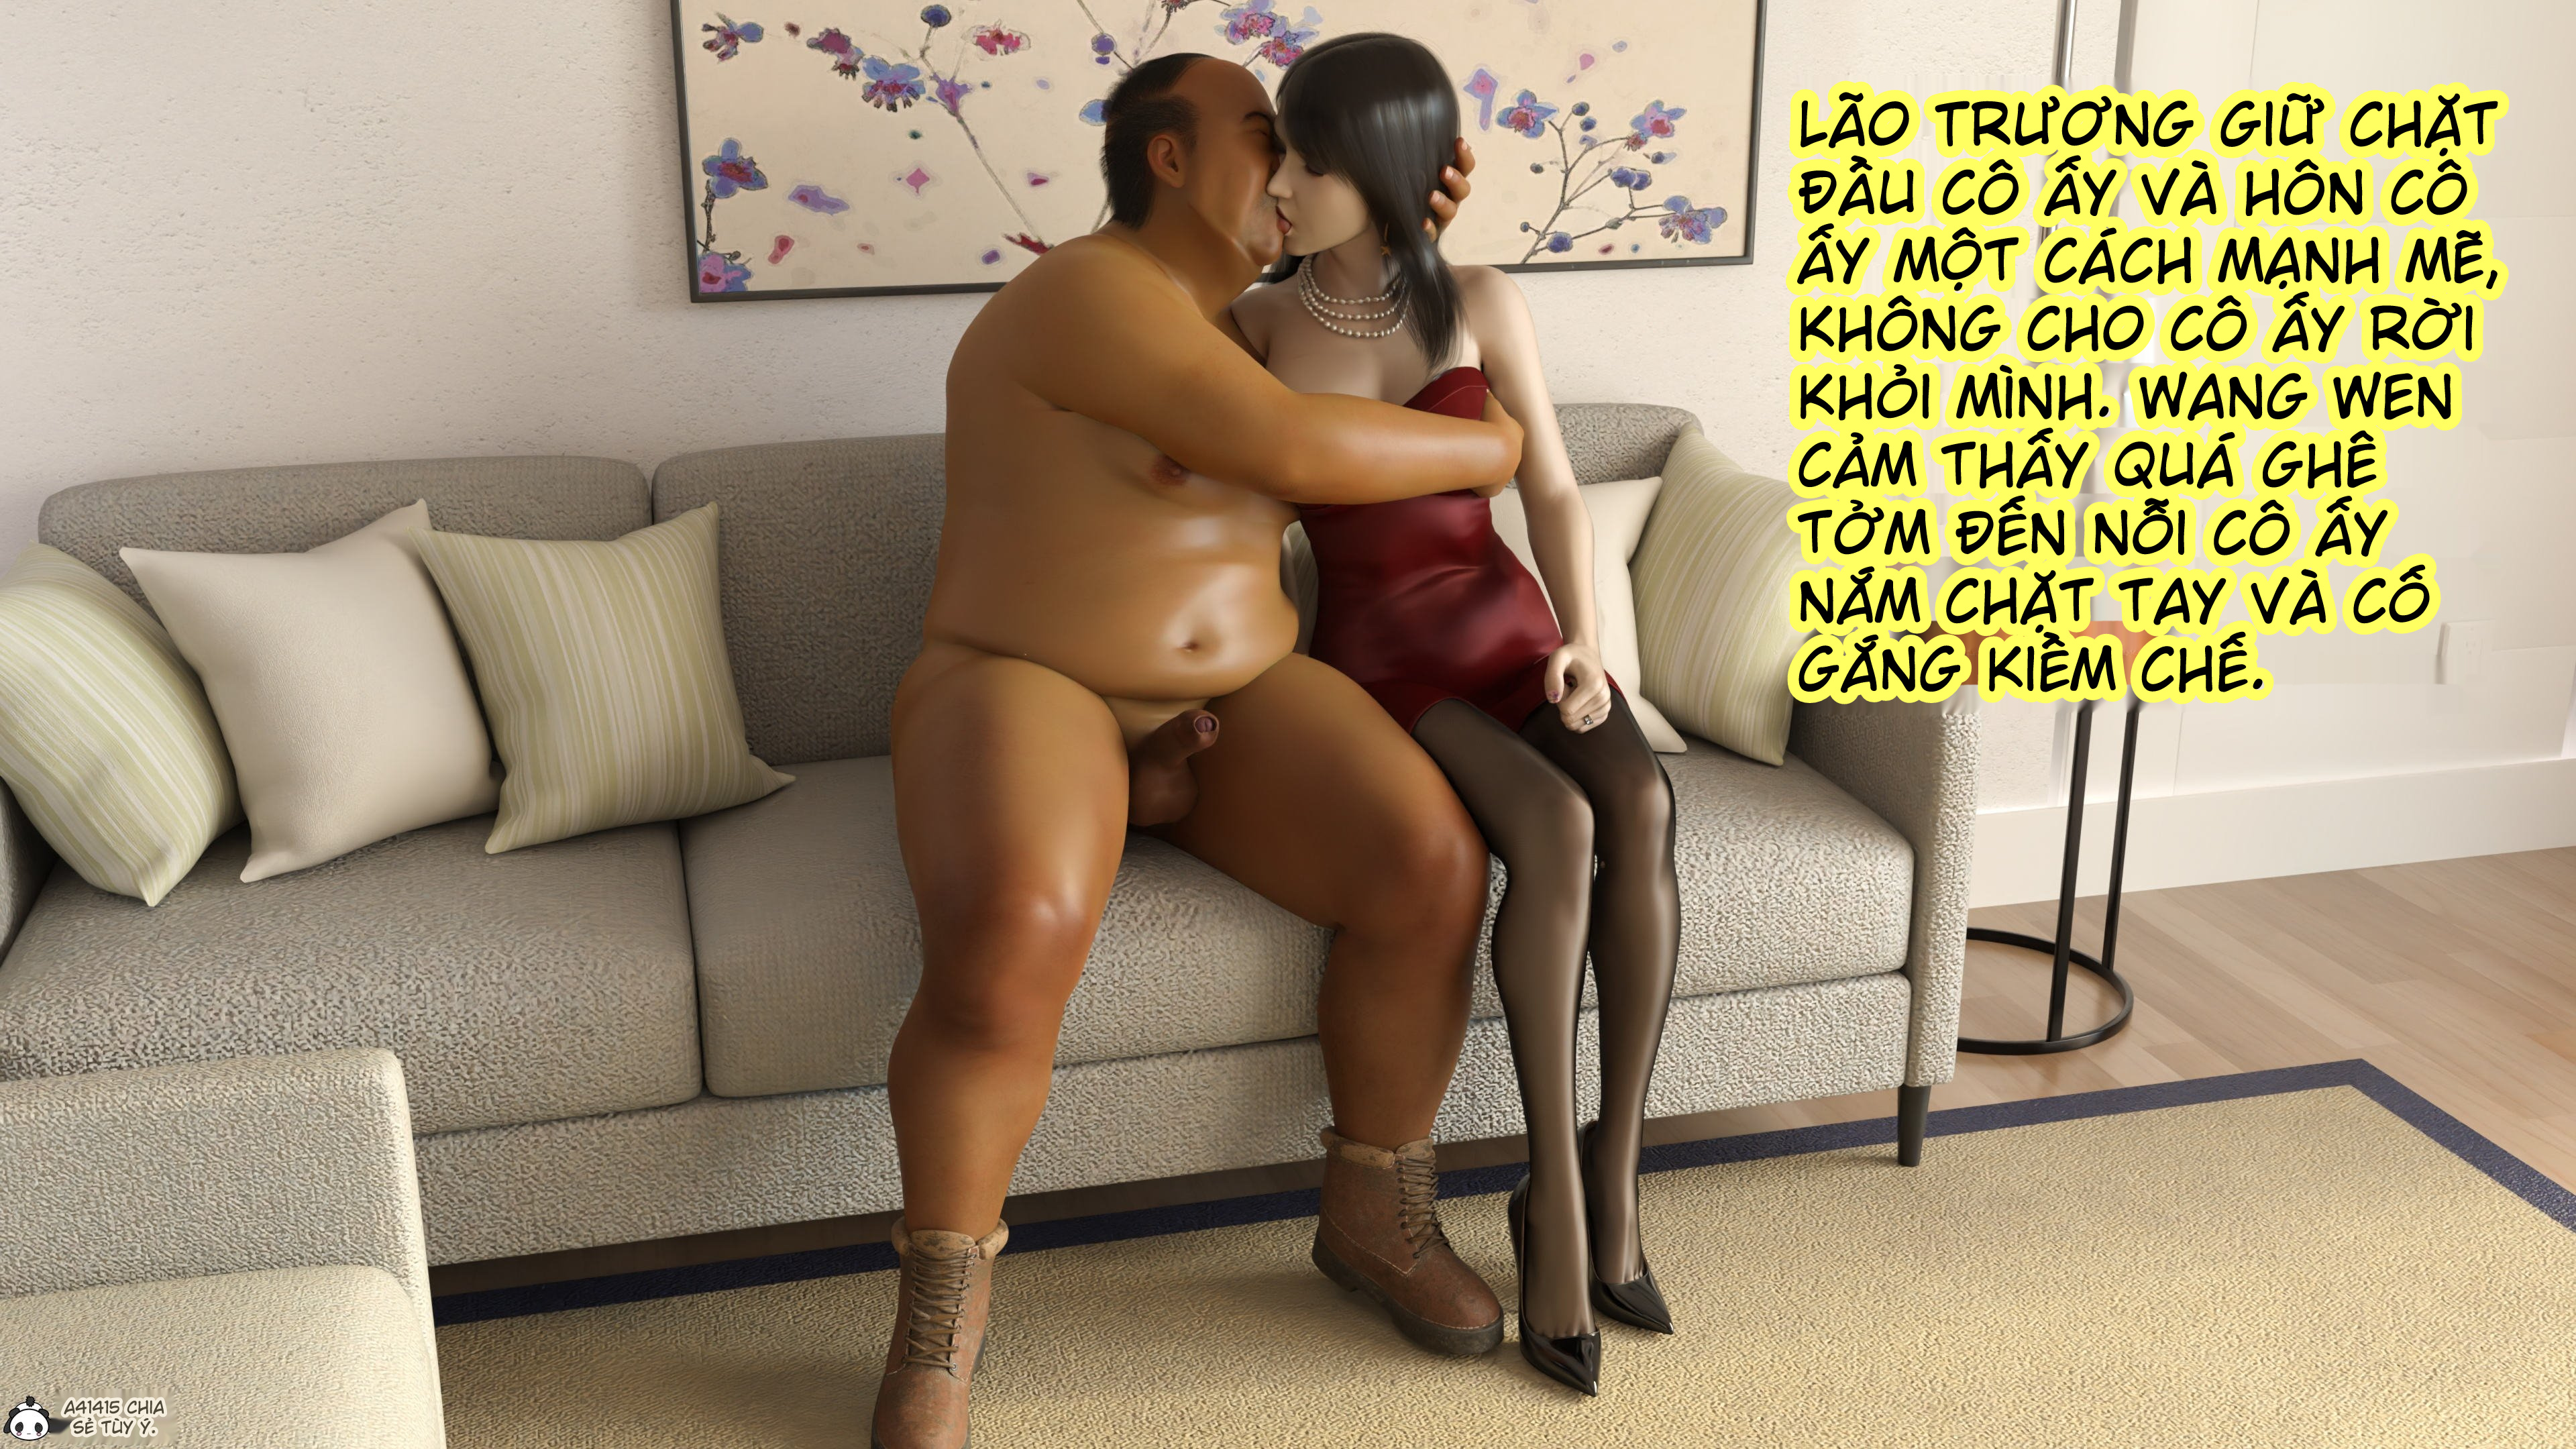 LÃO TRƯƠNG GIỮ CHẶT
ĐẦU CÔ ẤY VÀ HÔN CÔ
ẤY MỘT CÁCH MẠNH MẼ,
KHÔNG CHO CÔ ẤY RỜI
KHỎI MÌNH. WANG WEN
CẢM THẤY QUÁ GHÊ
TỞM ĐẾN NỖI CÔ ẤY
NẮM CHẶT TAY VÀ CỐ
GẮNG KIỀM CHẾ.
A41415 CHIA
SẺ TÙY Ý.